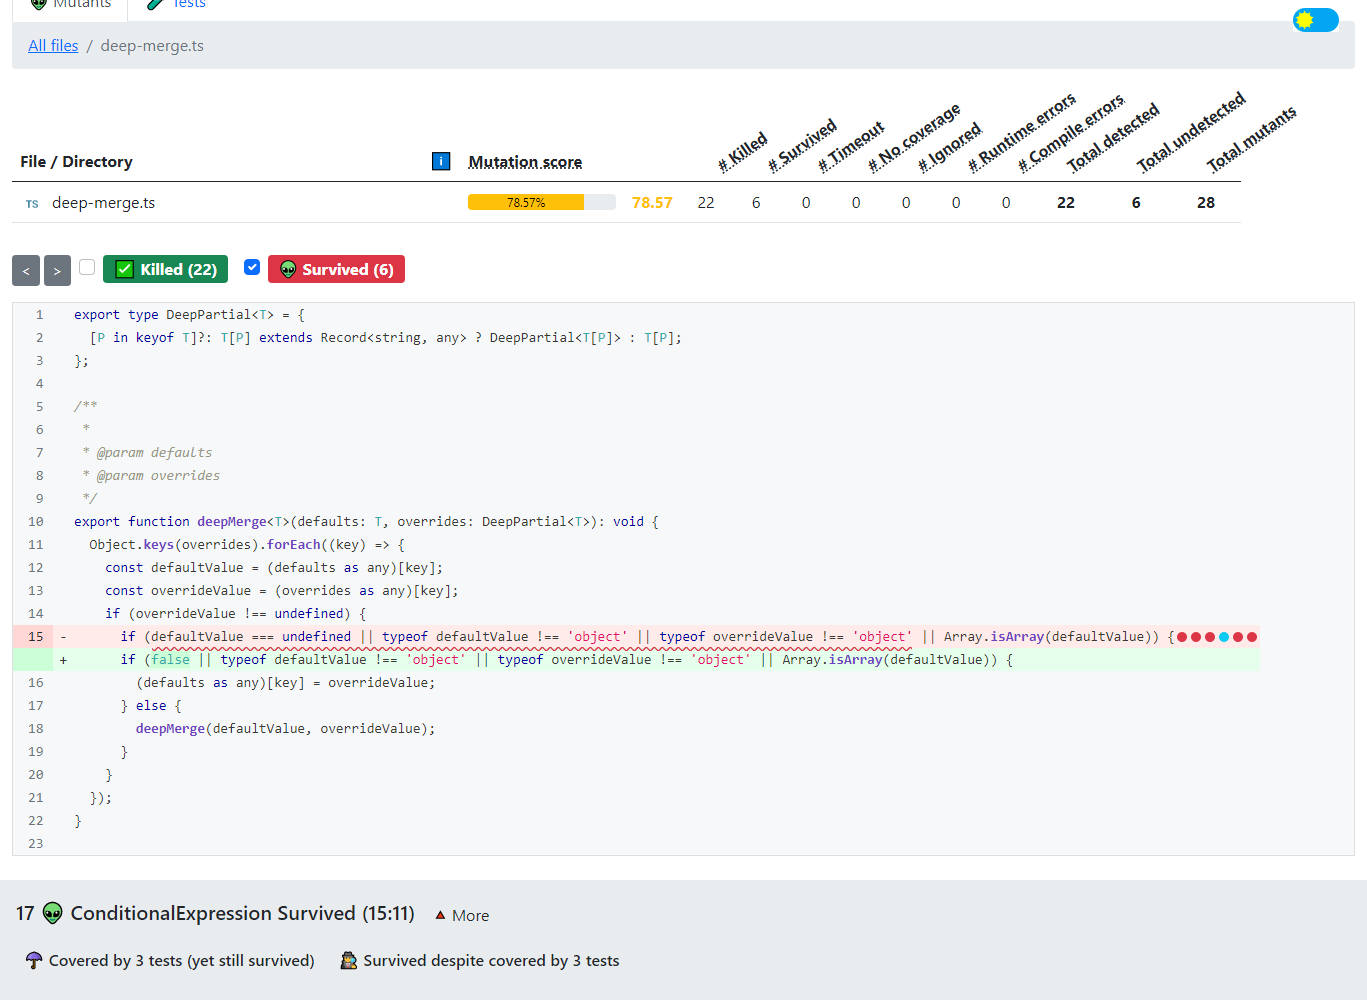 Mutants Tests
All files / deep-merge.ts
File / Directory i Mutation score # Killed # Survived # Timeout # No coverage # Ignored # Runtime errors # Compile errors Total detected Total undetected Total mutants
TS deep-merge.ts 78.57% 78.57 22 6 0 0 0 0 0 22 6 28
< > Killed (22) Survived (6)
1 export type DeepPartial<T> = {
2 [P in keyof T]?: T[P] extends Record<string, any> ? DeepPartial<T[P]> : T[P];
3 };
4
5 /**
6 *
7 * @param defaults
8 * @param overrides
9 */
10 export function deepMerge<T>(defaults: T, overrides: DeepPartial<T>): void {
11 Object.keys(overrides).forEach((key) => {
12 const defaultValue = (defaults as any)[key];
13 const overrideValue = (overrides as any)[key];
14 if (overrideValue !== undefined) {
15 - if (defaultValue === undefined || typeof defaultValue !== 'object' || typeof overrideValue !== 'object' || Array.isArray(defaultValue)) {
+ if (false || typeof defaultValue !== 'object' || typeof overrideValue !== 'object' || Array.isArray(defaultValue)) {
16 (defaults as any)[key] = overrideValue;
17 } else {
18 deepMerge(defaultValue, overrideValue);
19 }
20 }
21 });
22 }
23
17 ConditionalExpression Survived (15:11) More
Covered by 3 tests (yet still survived) Survived despite covered by 3 tests